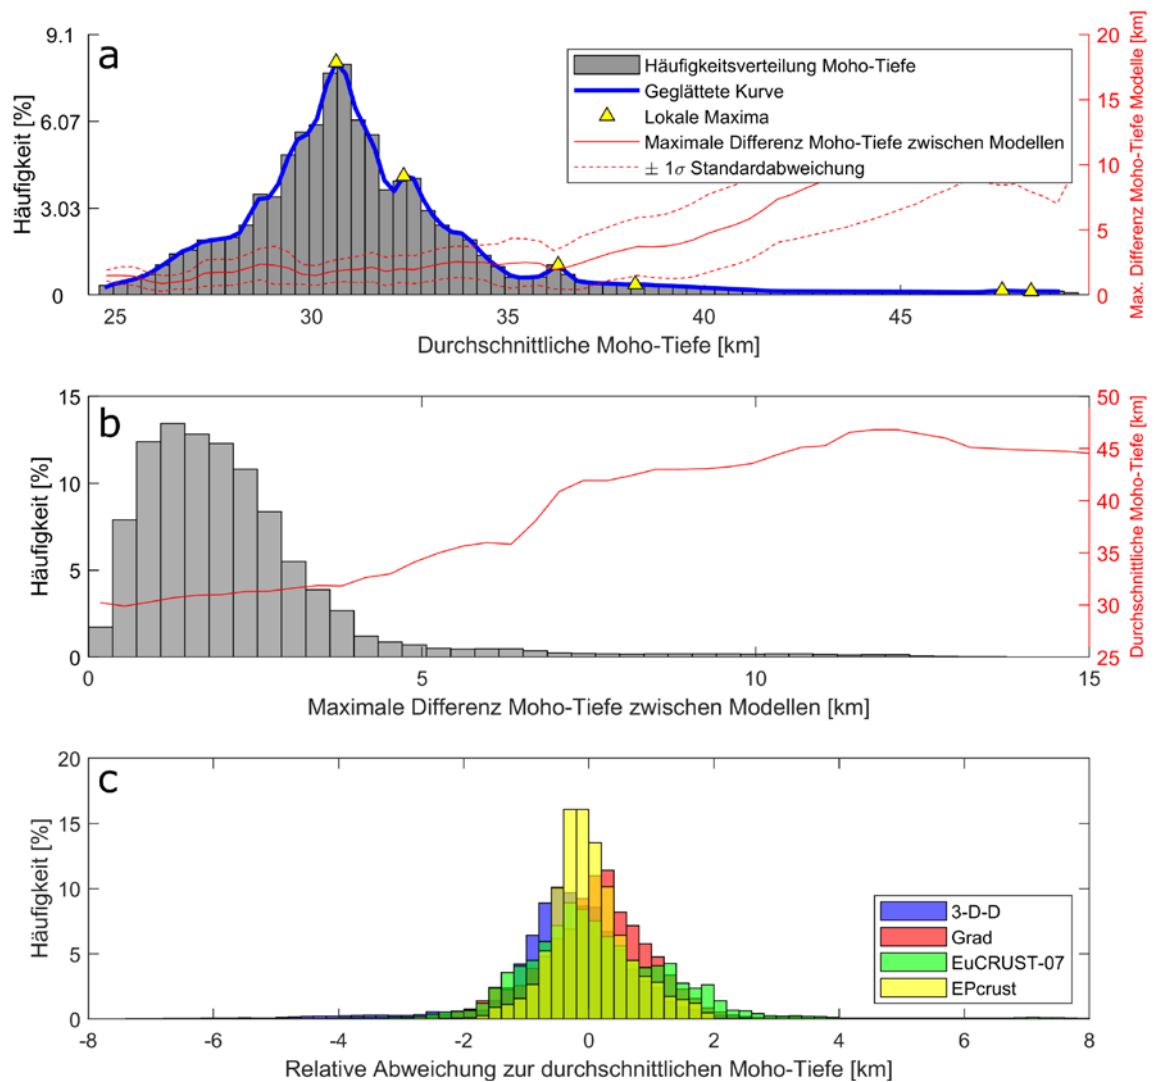 a
9.1
6.07
3.03
0
Häufigkeit [%]
25
30
35
40
45
Durchschnittliche Moho-Tiefe [km]
20
15
10
5
0
Max. Differenz Moho-Tiefe Modelle [km]
Häufigkeitsverteilung Moho-Tiefe
Geglättete Kurve
Lokale Maxima
Maximale Differenz Moho-Tiefe zwischen Modellen
± 1σ Standardabweichung
b
15
10
5
0
Häufigkeit [%]
0
5
10
15
Maximale Differenz Moho-Tiefe zwischen Modellen [km]
50
45
40
35
30
25
Durchschnittliche Moho-Tiefe [km]
c
20
15
10
5
0
Häufigkeit [%]
-8
-6
-4
-2
0
2
4
6
8
Relative Abweichung zur durchschnittlichen Moho-Tiefe [km]
3-D-D
Grad
EuCRUST-07
EPcrust